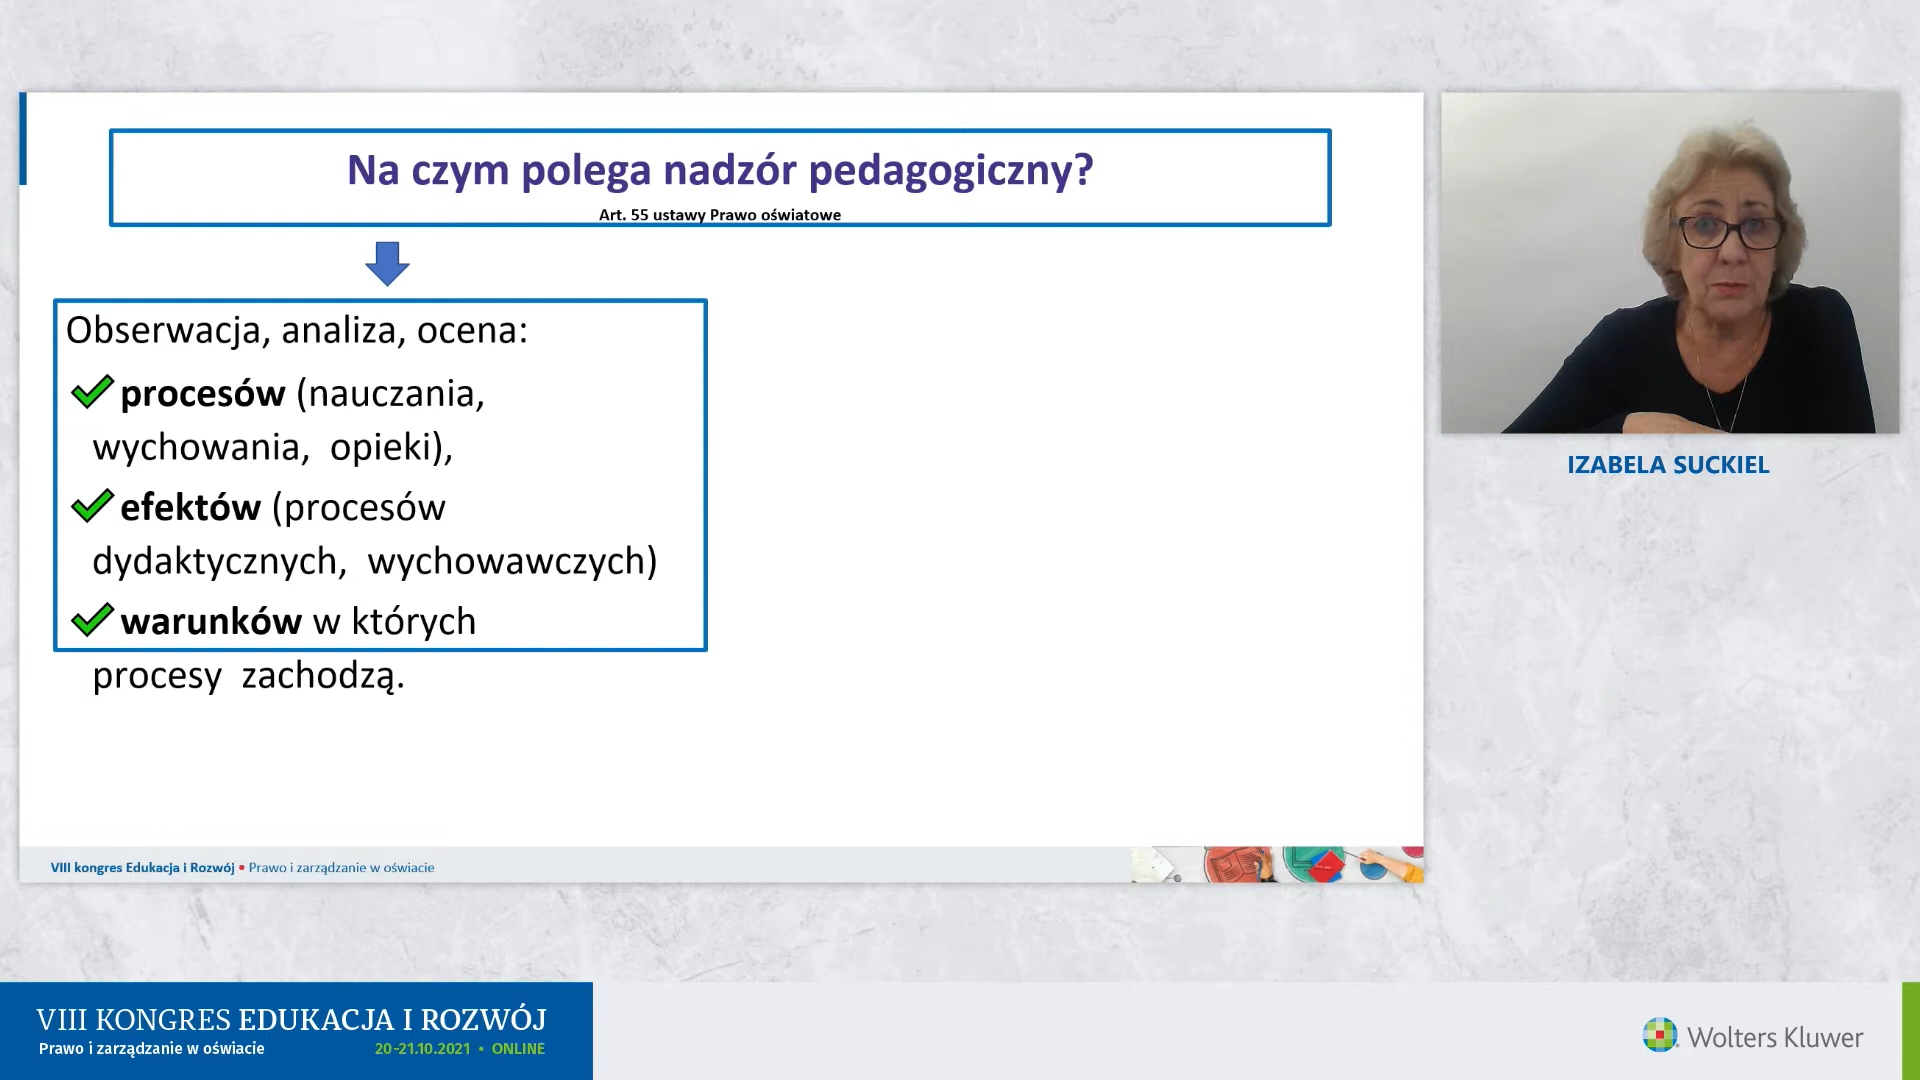 Na czym polega nadzór pedagogiczny?
Art. 55 ustawy Prawo oświatowe
Obserwacja, analiza, ocena:
procesów (nauczania,
wychowania, opieki),
efektów (procesów
dydaktycznych, wychowawczych)
warunków w których
procesy zachodzą.
VIII kongres Edukacja i Rozwój • Prawo i zarządzanie w oświacie
IZABELA SUCKIEL
VIII KONGRES EDUKACJA I ROZWÓJ
Prawo i zarządzanie w oświacie 20-21.10.2021 • ONLINE
Wolters Kluwer